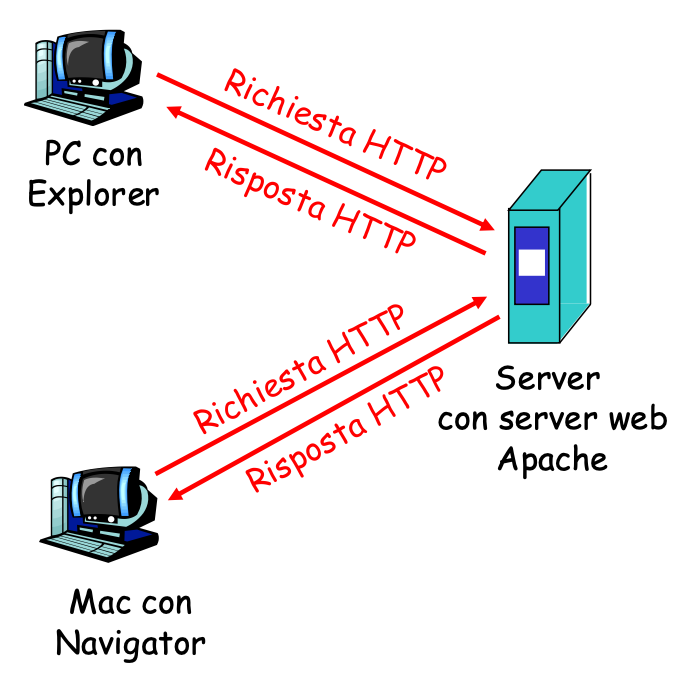 Richiesta HTTP
Risposta HTTP
PC con
Explorer
Richiesta HTTP
Risposta HTTP
Server
con server web
Apache
Mac con
Navigator